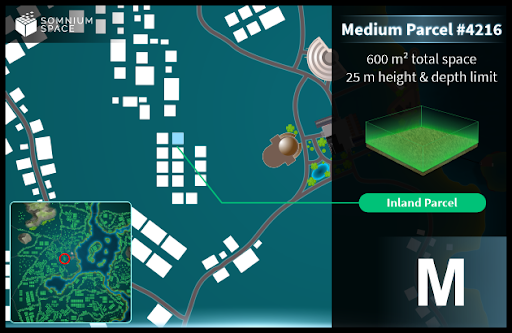 SOMNIUM
SPACE
Medium Parcel #4216
600 m² total space
25 m height & depth limit
Inland Parcel
M